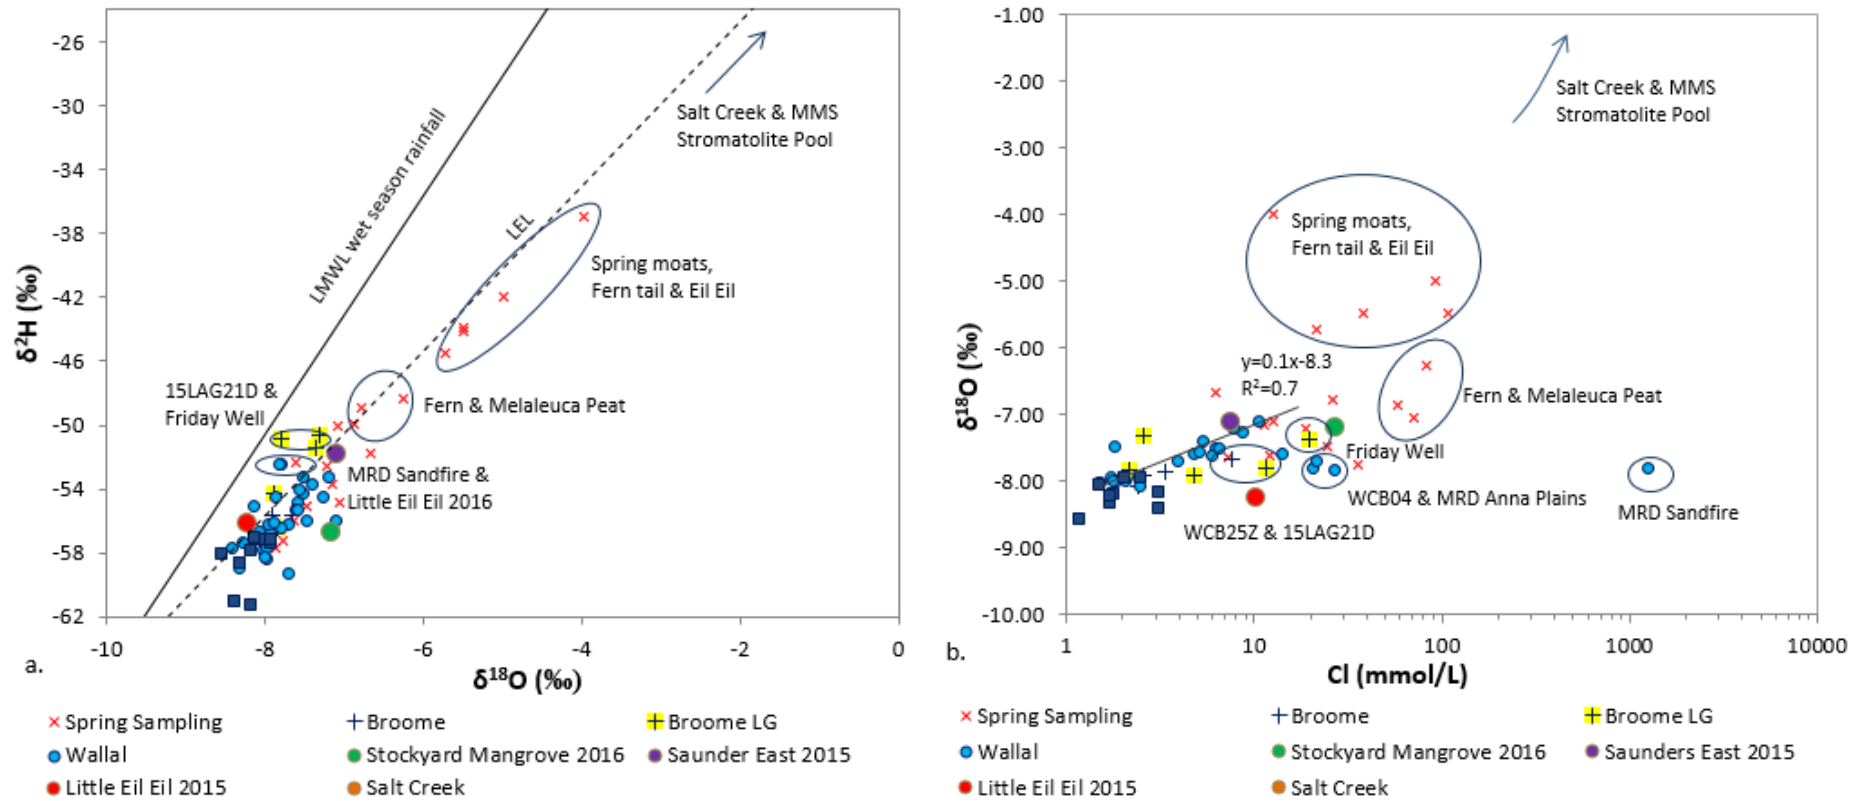 -26
-30
-34
-38
-42
-46
-50
-54
-58
-62
δ²H (‰)
LMWL wet season rainfall
LEL
Salt Creek & MMS
Stromatolite Pool
Spring moats,
Fern tail & Eil Eil
15LAG21D &
Friday Well
Fern & Melaleuca Peat
MRD Sandfire &
Little Eil Eil 2016
-10
-8
-6
-4
-2
0
a.
δ¹⁸O (‰)
× Spring Sampling
+ Broome
+ Broome LG
Wallal
Stockyard Mangrove 2016
Saunder East 2015
Little Eil Eil 2015
Salt Creek
-1.00
-2.00
-3.00
-4.00
-5.00
-6.00
-7.00
-8.00
-9.00
-10.00
δ¹⁸O (‰)
Salt Creek & MMS
Stromatolite Pool
Spring moats,
Fern tail & Eil Eil
y=0.1x-8.3
R²=0.7
Fern & Melaleuca Peat
Friday Well
WCB04 & MRD Anna Plains
MRD Sandfire
WCB25Z & 15LAG21D
1
10
100
1000
10000
b.
Cl (mmol/L)
× Spring Sampling
+ Broome
+ Broome LG
Wallal
Stockyard Mangrove 2016
Saunders East 2015
Little Eil Eil 2015
Salt Creek